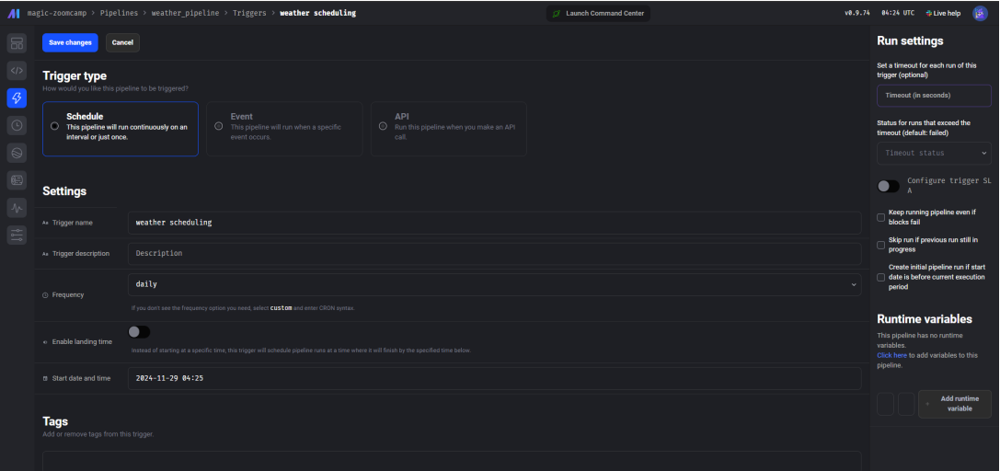 magic-zoomcamp > Pipelines > weather_pipeline > Triggers > weather scheduling
Launch Command Center
v0.9.74
04:24 UTC
Live help
Save changes
Cancel
Trigger type
How would you like this pipeline to be triggered?
Schedule
This pipeline will run continuously on an
interval or just once.
Event
This pipeline will run when a specific
event occurs.
API
Run this pipeline when you make an API
call.
Settings
Trigger name
weather scheduling
Trigger description
Description
Frequency
daily
If you don't see the frequency option you need, select custom and enter CRON syntax.
Enable landing time
Instead of starting at a specific time, this trigger will schedule pipeline runs at a time where it will finish by the specified time below.
Start date and time
2024-11-29 04:25
Tags
Add or remove tags from this trigger.
Run settings
Set a timeout for each run of this
trigger (optional)
Timeout (in seconds)
Status for runs that exceed the
timeout (default: failed)
Timeout status
Configure trigger SL
A
Keep running pipeline even if
blocks fail
Skip run if previous run still in
progress
Create initial pipeline run if start
date is before current execution
period
Runtime variables
This pipeline has no runtime
variables.
Click here to add variables to this
pipeline.
+ Add runtime
variable